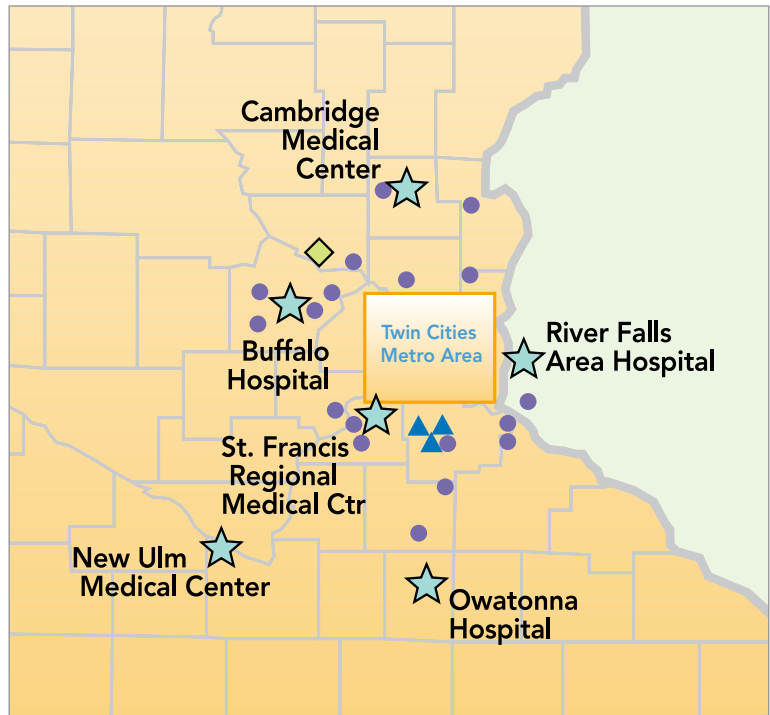 Cambridge
Medical
Center
Twin Cities
Metro Area
River Falls
Area Hospital
Buffalo
Hospital
St. Francis
Regional
Medical Ctr
New Ulm
Medical Center
Owatonna
Hospital